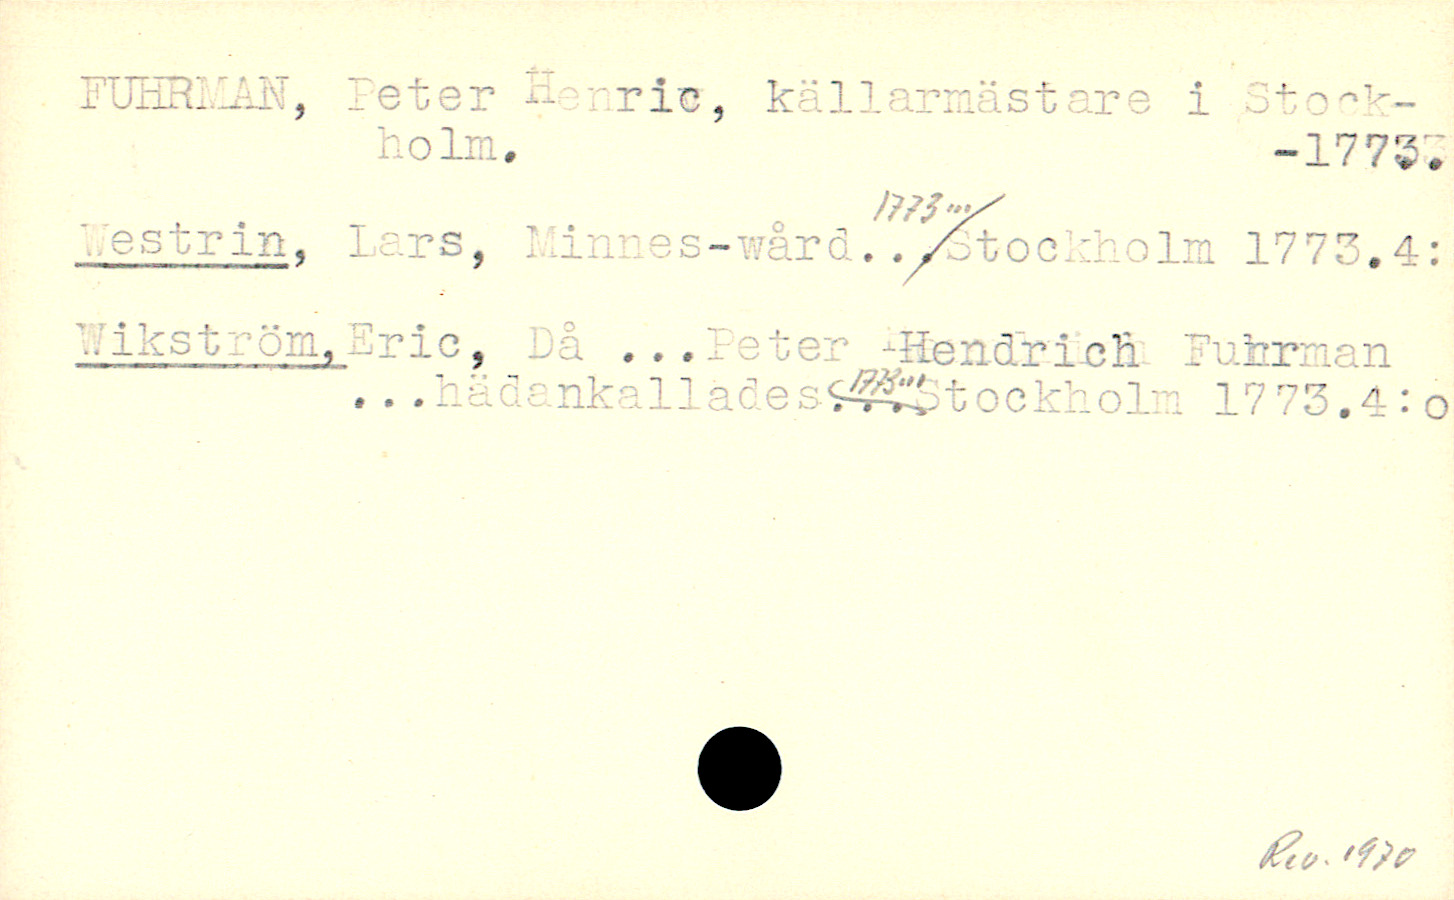 FUHRMAN, Peter Henric, källarmästare i Stock-
holm. -1773.
1773...
Westrin, Lars, Minnes-wård.../Stockholm 1773.4:
Wikström, Eric, Då ...Peter Hendrich Fuhrman
1773...
...hädankallades...Stockholm 1773.4:o
Rev. 1970